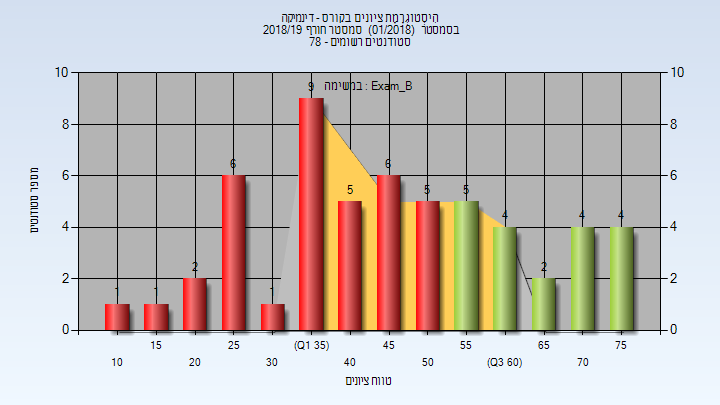 היסטוגרמת ציונים בקורס - דינמיקה
בסמסטר (01/2018) סמסטר חורף 2018/19
סטודנטים רשומים - 78
במשימה : Exam_B
מספר סטודנטים
10 10
8 8
6 6
4 4
2 2
0 0
1 1 2 6 1 9 5 6 5 5 4 2 4 4
15 25 (Q1 35) 45 55 65 75
10 20 30 40 50 (Q3 60) 70
טווח ציונים